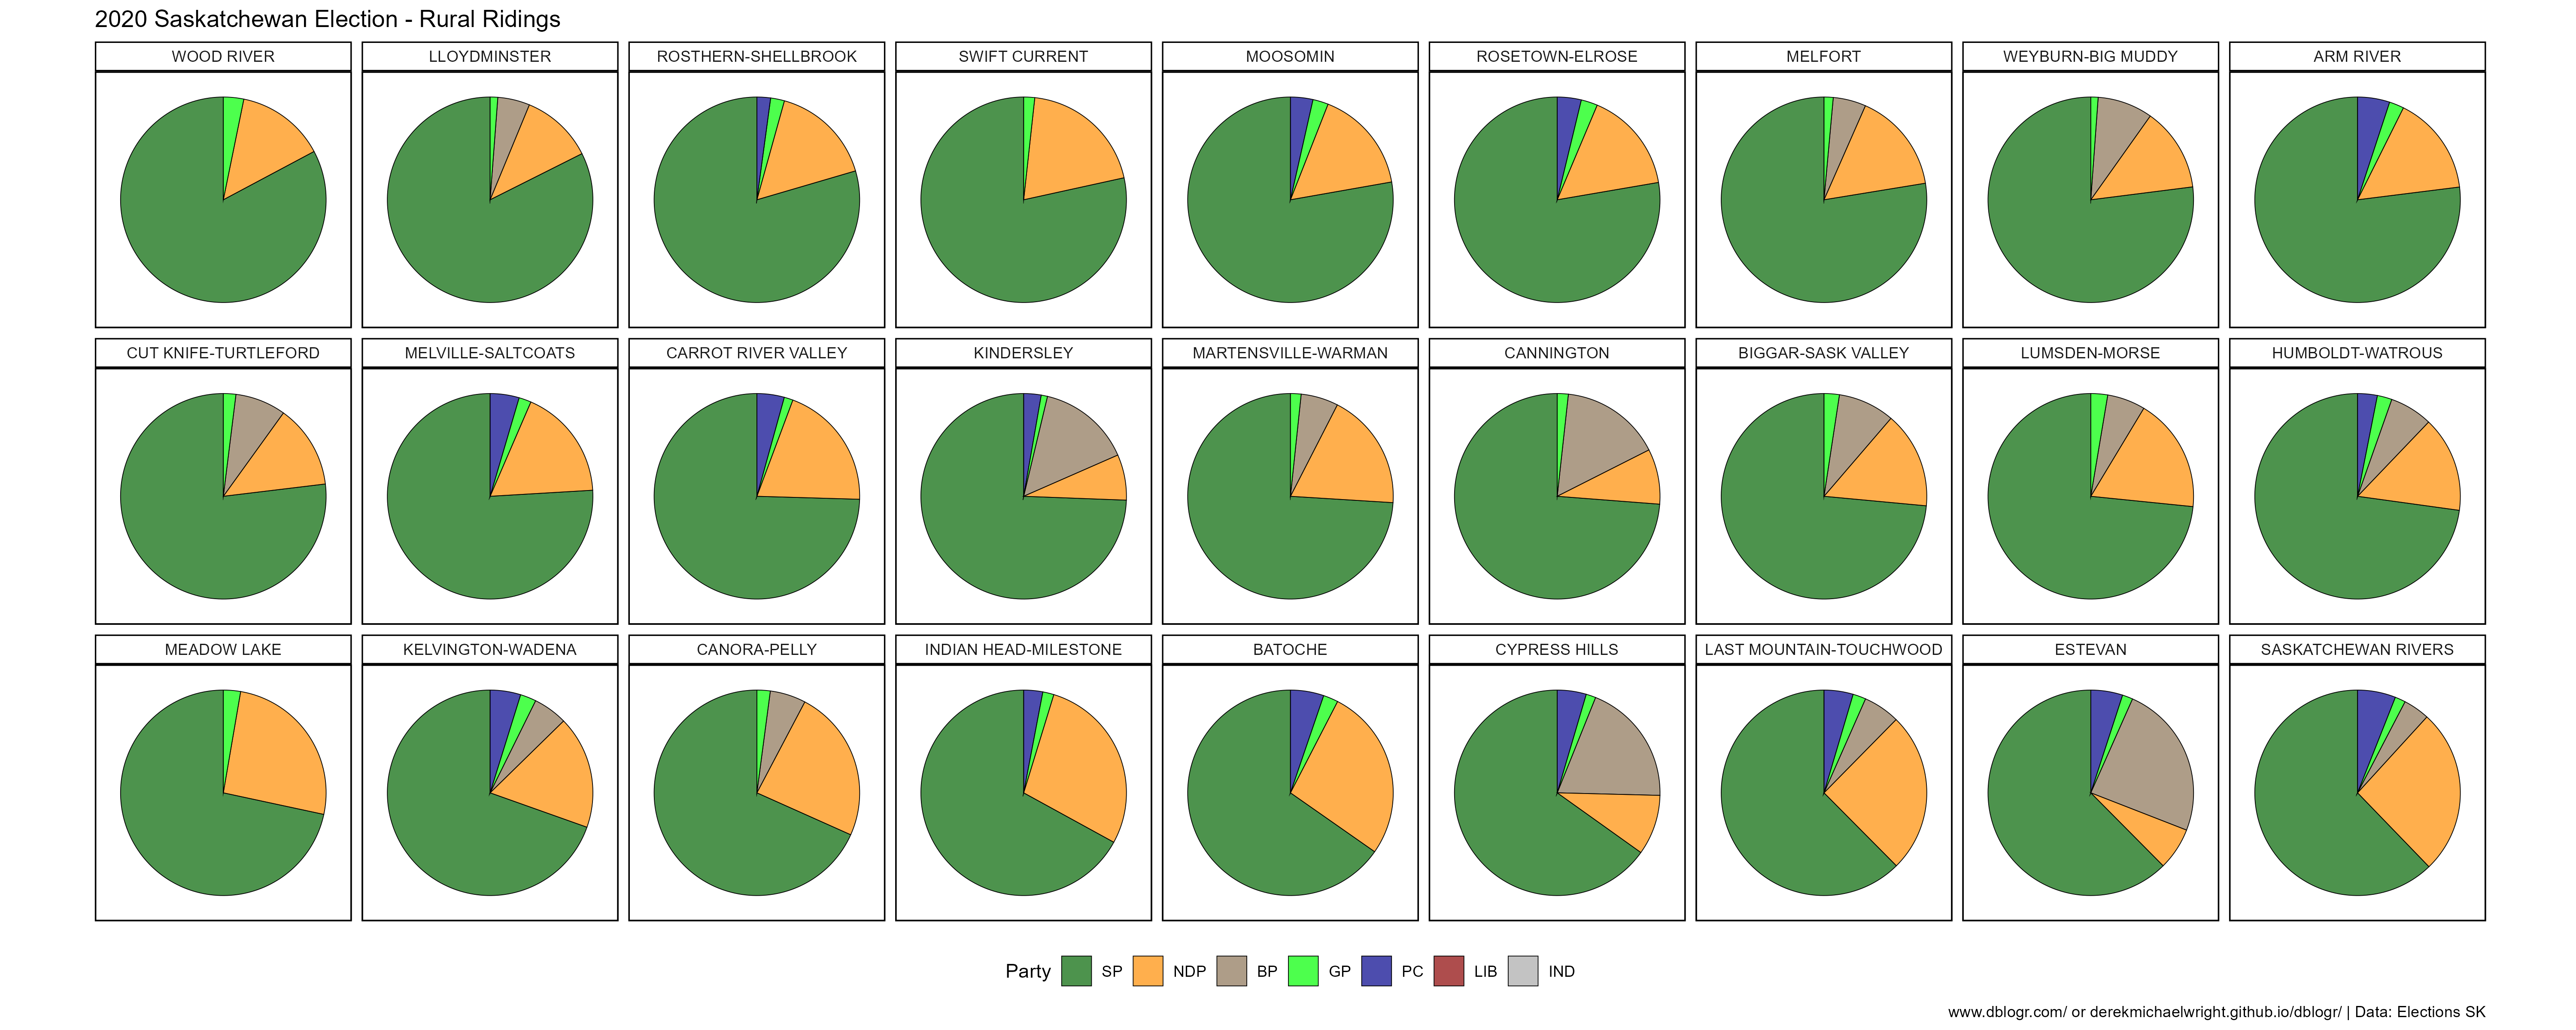 2020 Saskatchewan Election - Rural Ridings
WOOD RIVER
LLOYDMINSTER
ROSTHERN-SHELLBROOK
SWIFT CURRENT
MOOSOMIN
ROSETOWN-ELROSE
MELFORT
WEYBURN-BIG MUDDY
ARM RIVER
CUT KNIFE-TURTLEFORD
MELVILLE-SALTCOATS
CARROT RIVER VALLEY
KINDERSLEY
MARTENSVILLE-WARMAN
CANNINGTON
BIGGAR-SASK VALLEY
LUMSDEN-MORSE
HUMBOLDT-WATROUS
MEADOW LAKE
KELVINGTON-WADENA
CANORA-PELLY
INDIAN HEAD-MILESTONE
BATOCHE
CYPRESS HILLS
LAST MOUNTAIN-TOUCHWOOD
ESTEVAN
SASKATCHEWAN RIVERS
Party SP NDP BP GP PC LIB IND
www.dblogr.com/ or derekmichaelwright.github.io/dblogr/ | Data: Elections SK